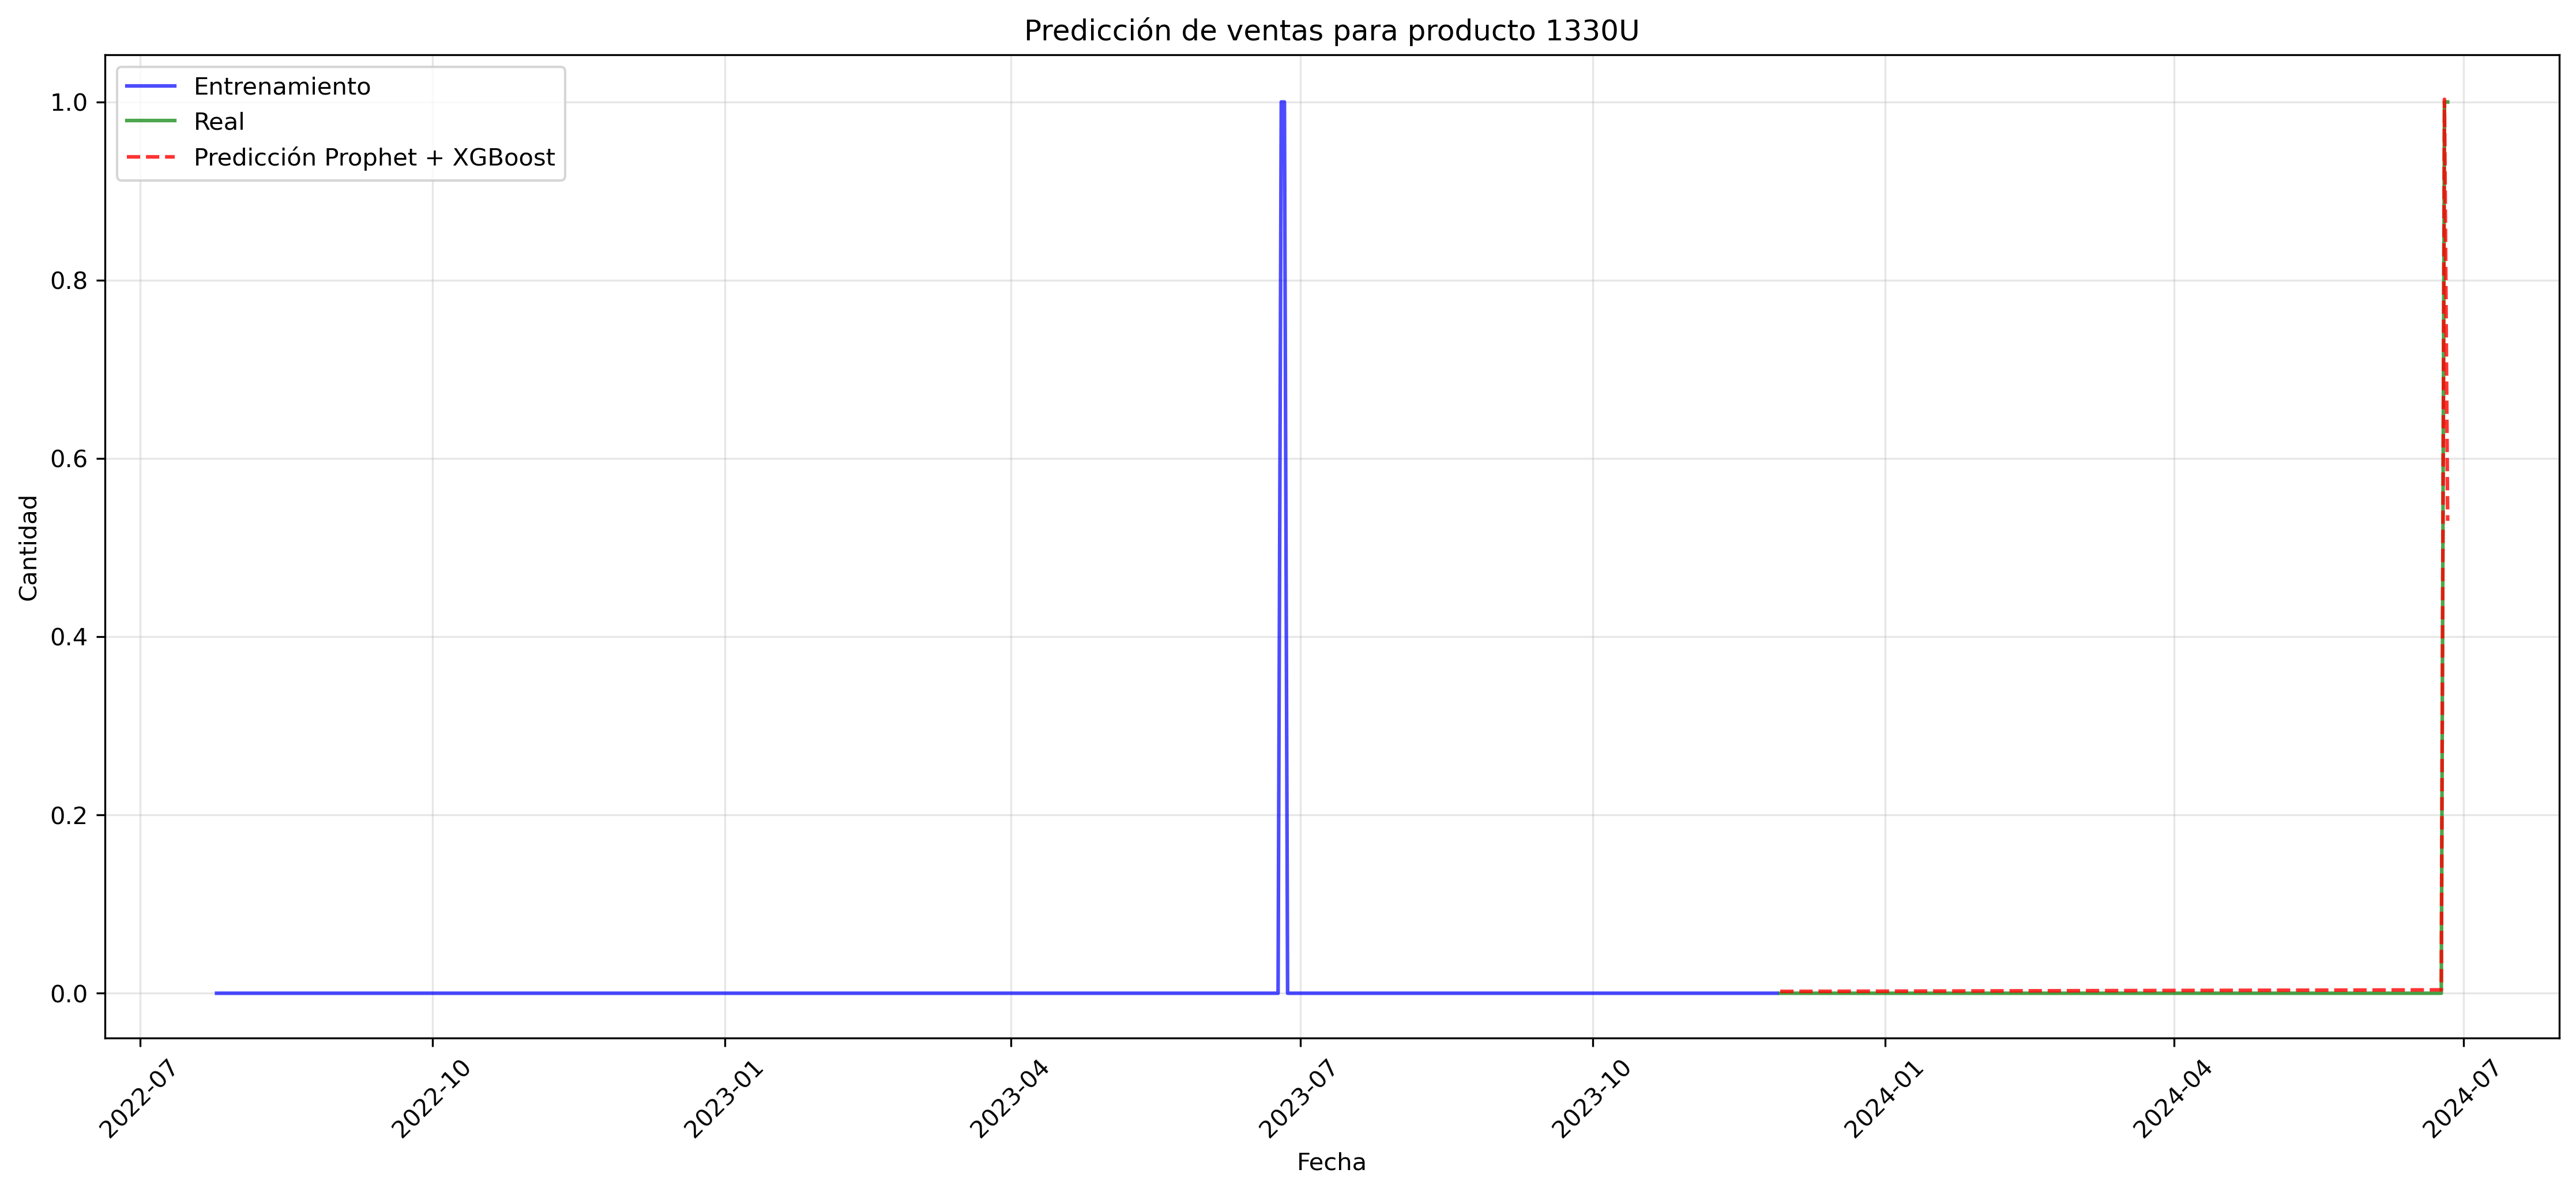 Predicción de ventas para producto 1330U
Entrenamiento
Real
Predicción Prophet + XGBoost
Cantidad
1.0
0.8
0.6
0.4
0.2
0.0
2022-07
2022-10
2023-01
2023-04
2023-07
2023-10
2024-01
2024-04
2024-07
Fecha